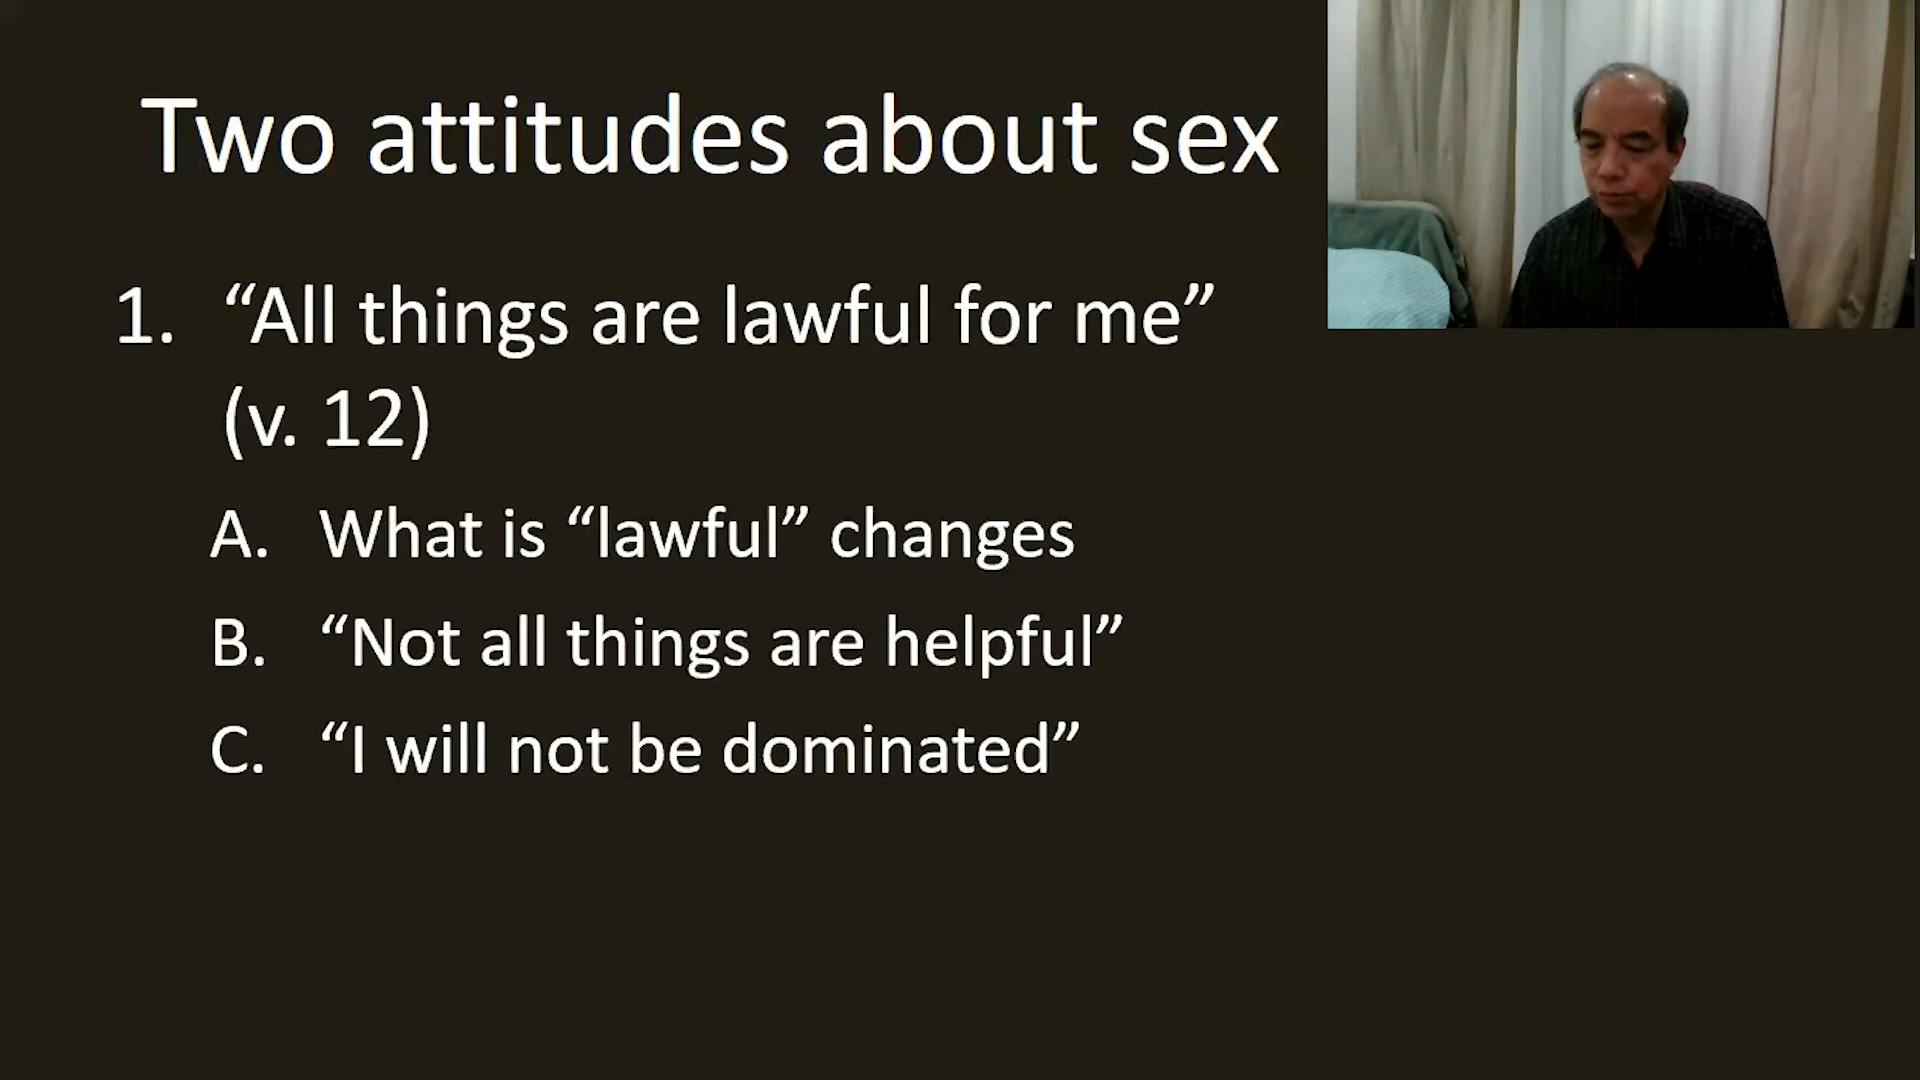 Two attitudes about sex
1. “All things are lawful for me”
(v. 12)
A. What is “lawful” changes
B. “Not all things are helpful”
C. “I will not be dominated”